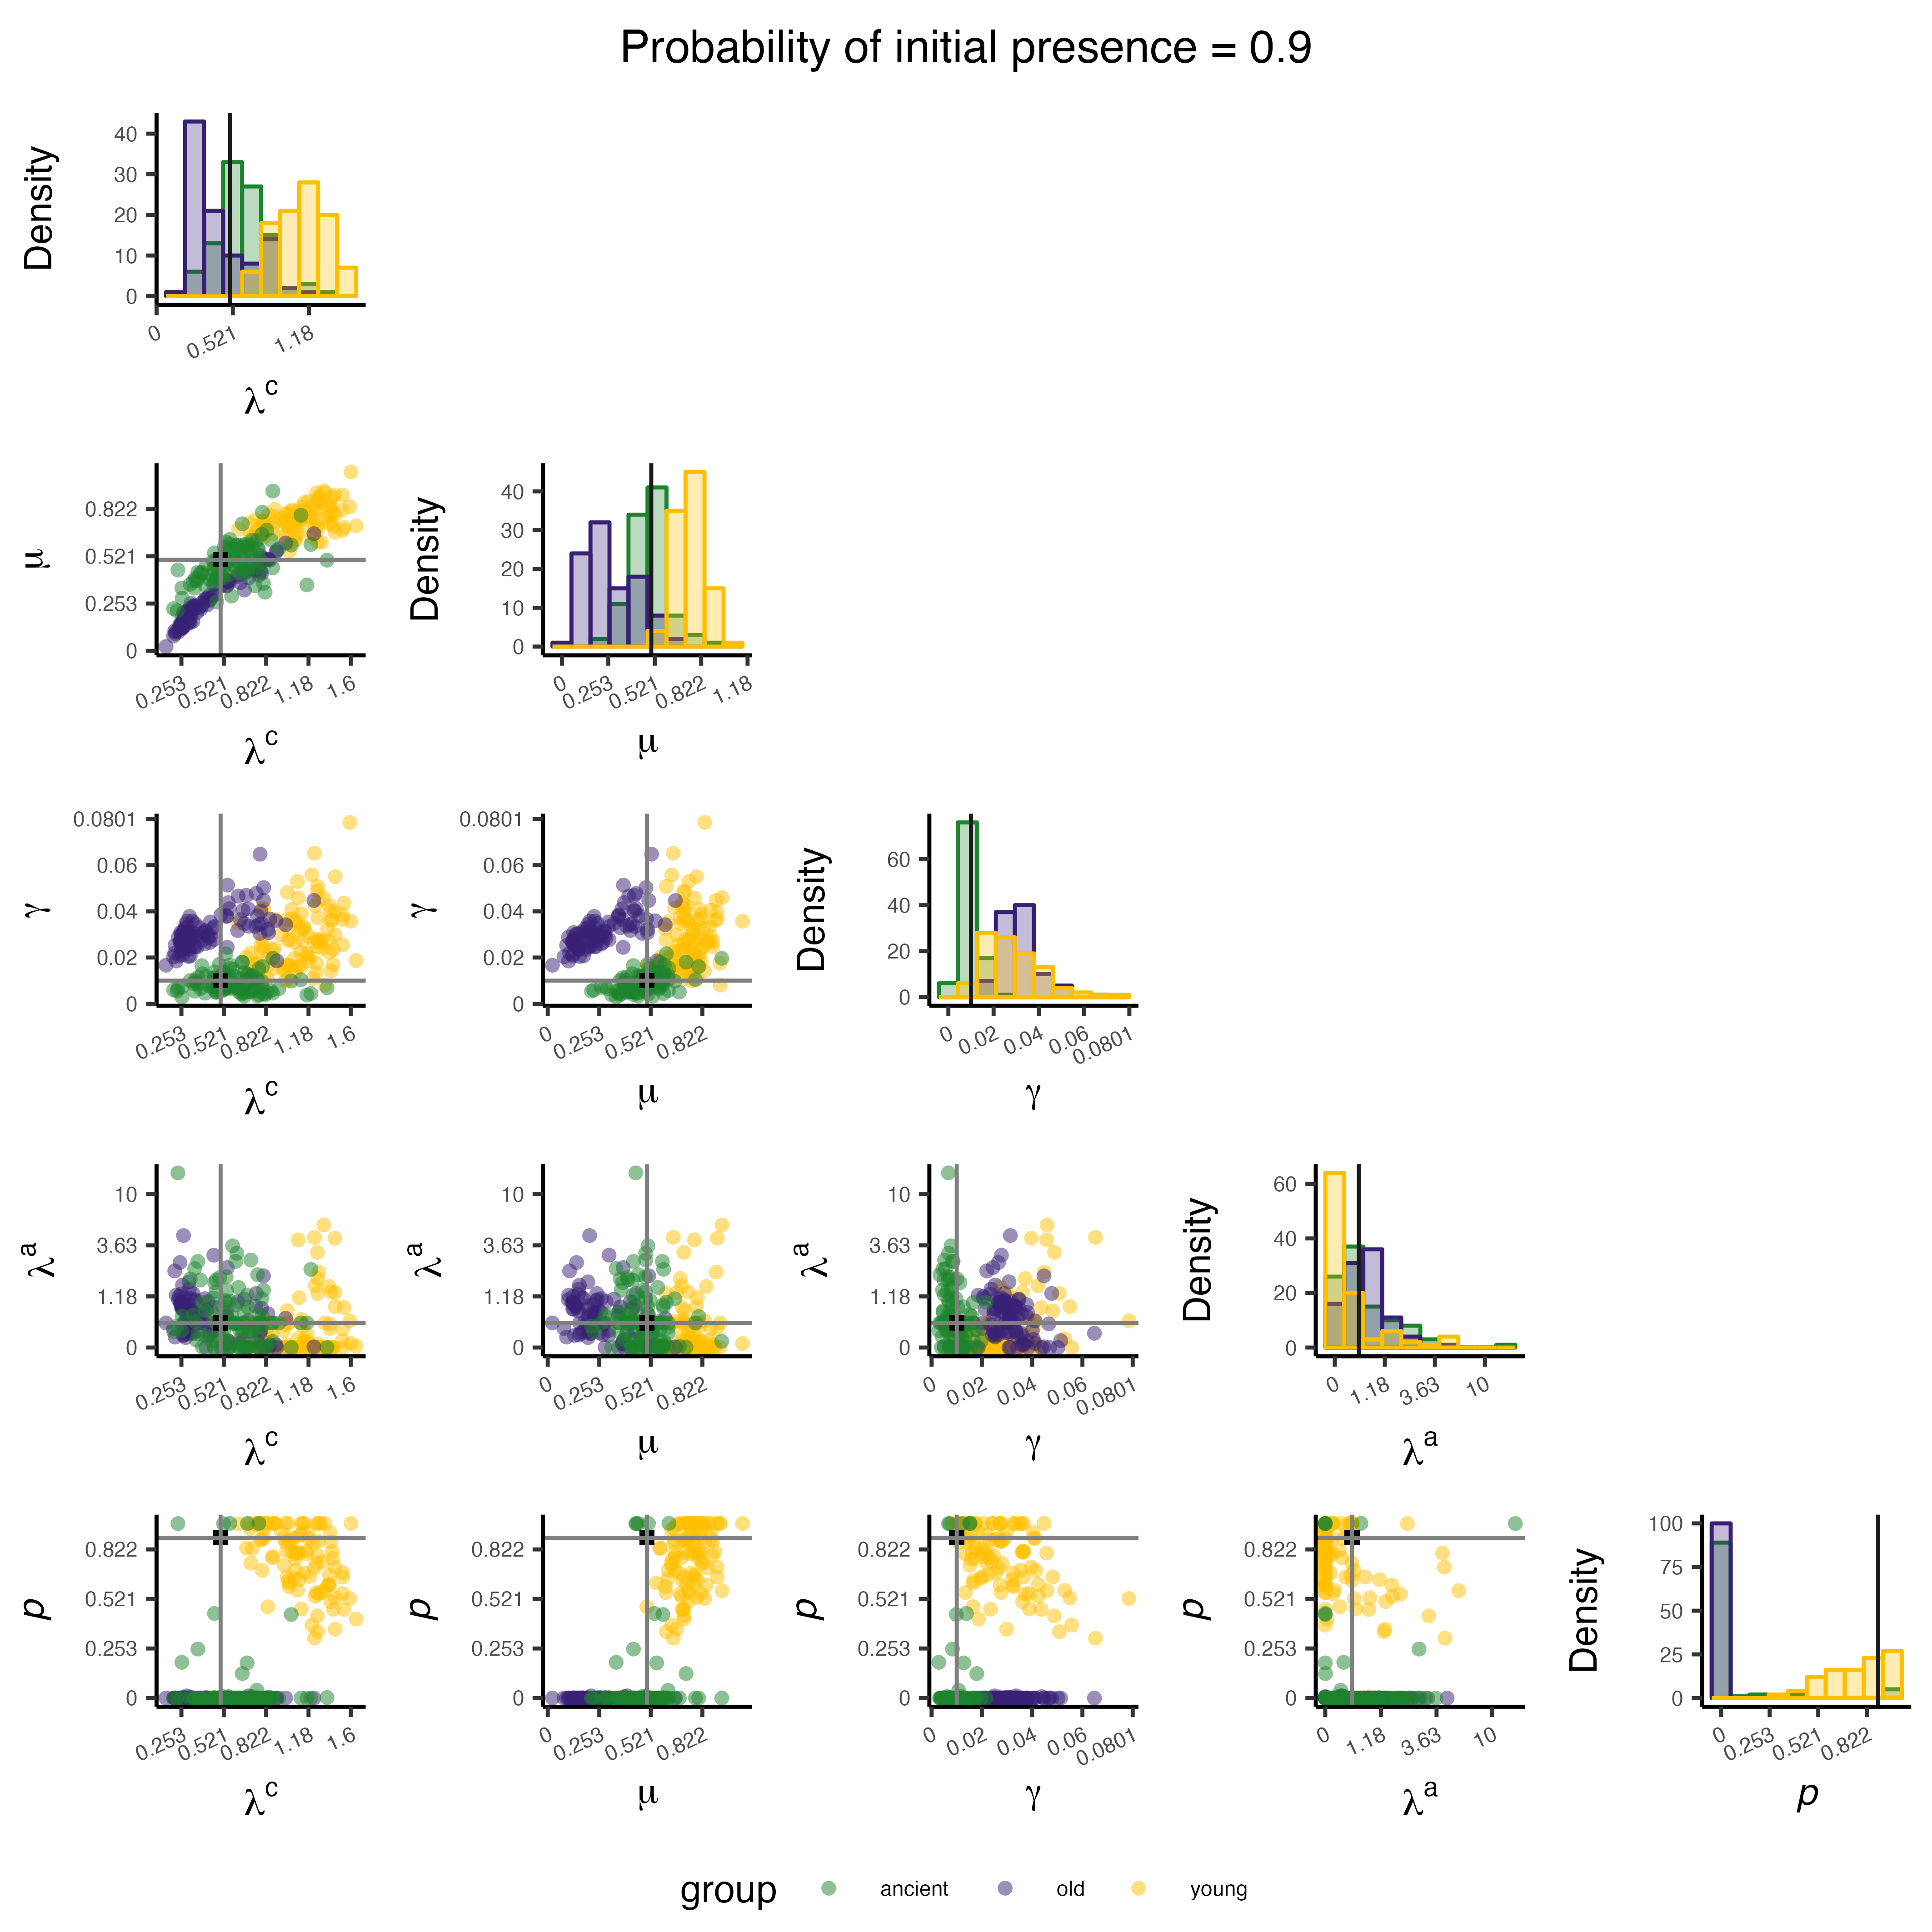 Probability of initial presence = 0.9
Density
40
30
20
10
0
0 0.521 1.18
λc
μ
0.822
0.521
0.253
0
0.253 0.521 0.822 1.18 1.6
λc
Density
40
30
20
10
0
0 0.253 0.521 0.822 1.18
μ
γ
0.0801
0.06
0.04
0.02
0
0.253 0.521 0.822 1.18 1.6
λc
γ
0.0801
0.06
0.04
0.02
0
0 0.253 0.521 0.822
μ
Density
60
40
20
0
0 0.02 0.04 0.06 0.0801
γ
λa
10
3.63
1.18
0
0.253 0.521 0.822 1.18 1.6
λc
λa
10
3.63
1.18
0
0 0.253 0.521 0.822
μ
λa
10
3.63
1.18
0
0 0.02 0.04 0.06 0.0801
γ
Density
60
40
20
0
0 1.18 3.63 10
λa
p
0.822
0.521
0.253
0
0.253 0.521 0.822 1.18 1.6
λc
p
0.822
0.521
0.253
0
0 0.253 0.521 0.822
μ
p
0.822
0.521
0.253
0
0 0.02 0.04 0.06 0.0801
γ
p
0.822
0.521
0.253
0
0 1.18 3.63 10
λa
Density
100
75
50
25
0
0 0.253 0.521 0.822
p
group ancient old young